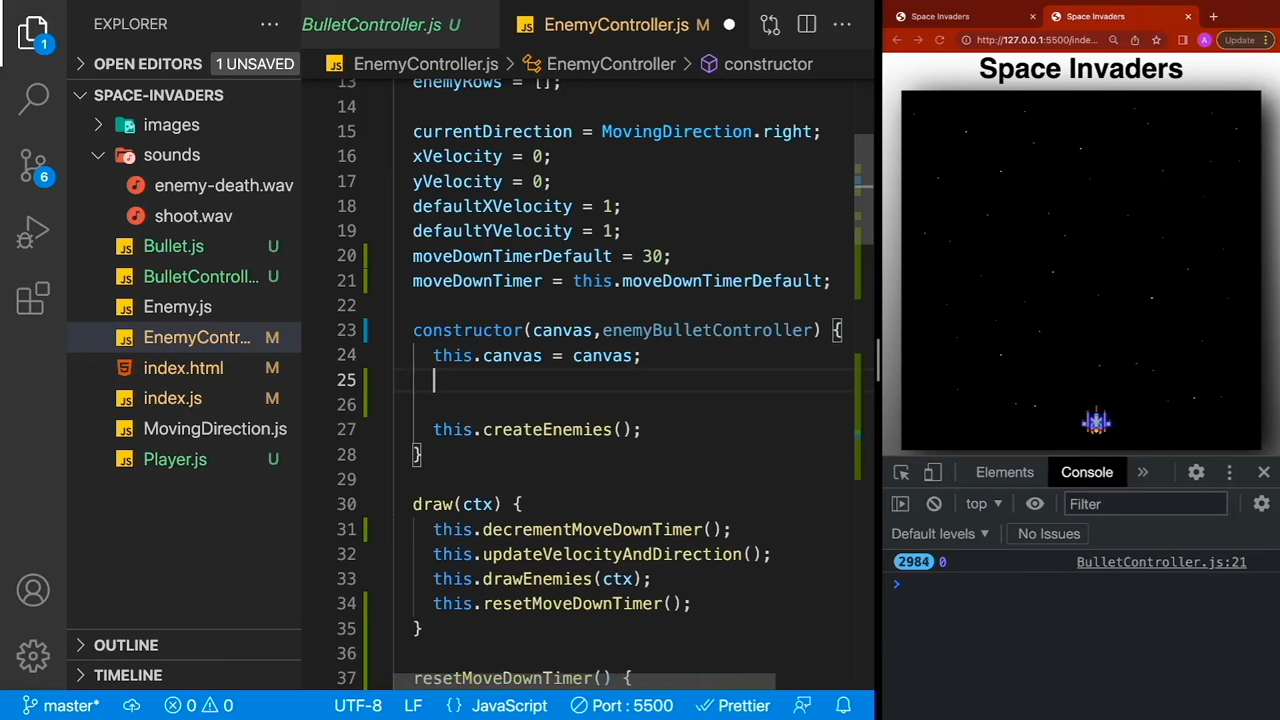 EXPLORER
OPEN EDITORS 1 UNSAVED
SPACE-INVADERS
images
sounds
enemy-death.wav
shoot.wav
Bullet.js U
BulletControll... U
Enemy.js
EnemyContr... M
index.html M
index.js M
MovingDirection.js
Player.js U
OUTLINE
TIMELINE
1
6
BulletController.js U
EnemyController.js M
EnemyController.js > EnemyController > constructor
13 enemyRows = [];
14
15 currentDirection = MovingDirection.right;
16 xVelocity = 0;
17 yVelocity = 0;
18 defaultXVelocity = 1;
19 defaultYVelocity = 1;
20 moveDownTimerDefault = 30;
21 moveDownTimer = this.moveDownTimerDefault;
22
23 constructor(canvas,enemyBulletController) {
24 this.canvas = canvas;
25
26
27 this.createEnemies();
28 }
29
30 draw(ctx) {
31 this.decrementMoveDownTimer();
32 this.updateVelocityAndDirection();
33 this.drawEnemies(ctx);
34 this.resetMoveDownTimer();
35 }
36
37 resetMoveDownTimer() {
master* 0 0 UTF-8 LF {} JavaScript Port : 5500 Prettier
Space Invaders
Space Invaders
http://127.0.0.1:5500/inde... A Update
Space Invaders
Elements Console
top Filter
Default levels No Issues
2984 0 BulletController.js:21